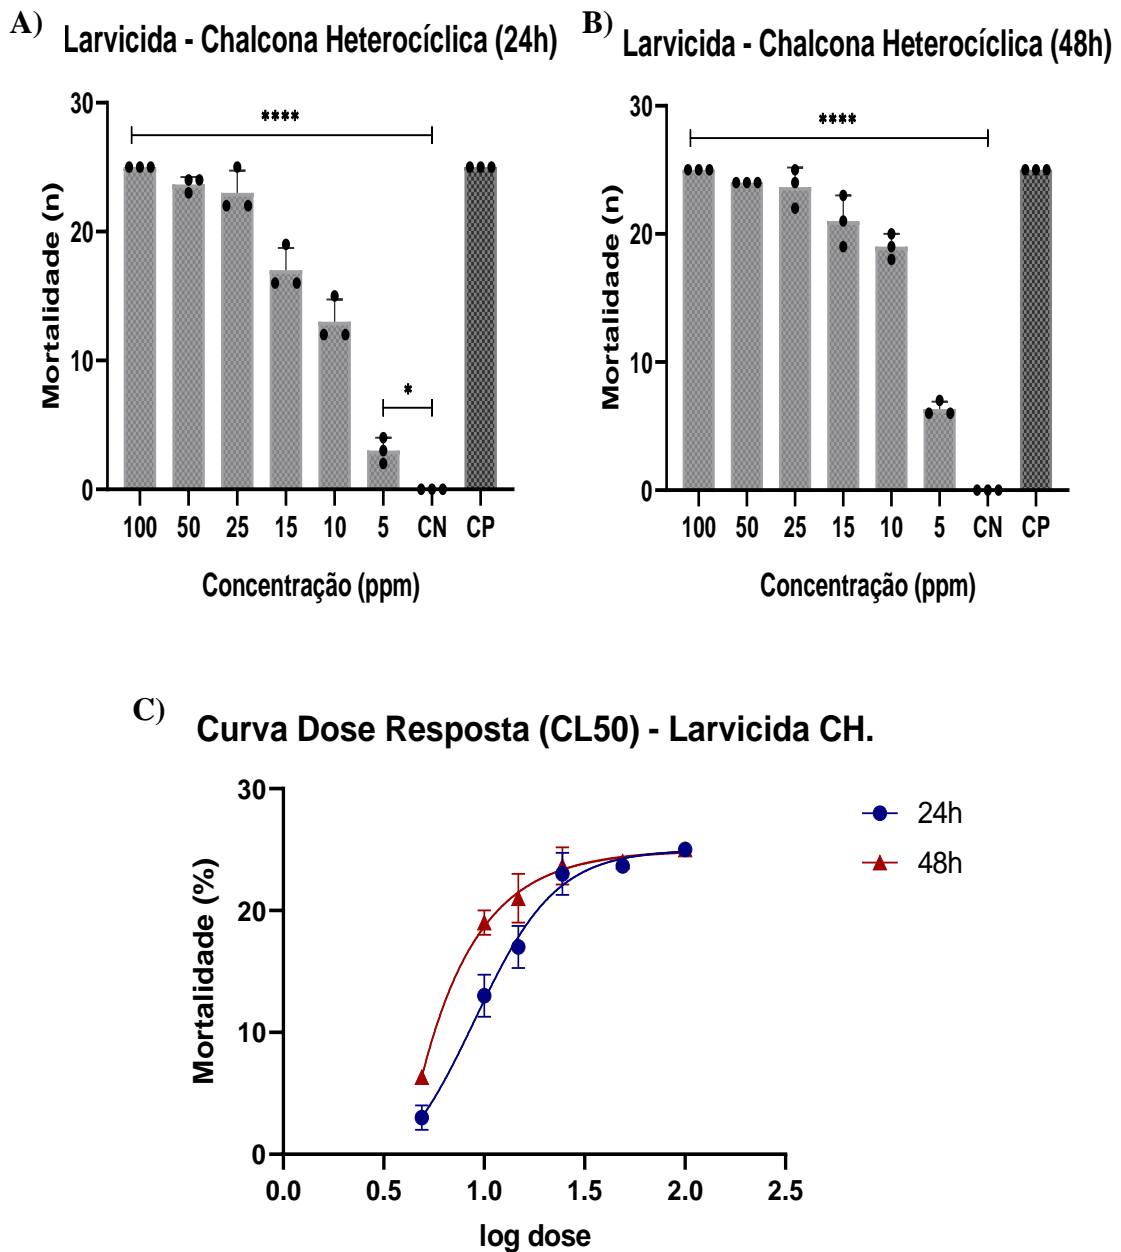 A)
Larvicida - Chalcona Heterocíclica (24h)
****
*
Mortalidade (n)
30
20
10
0
100 50 25 15 10 5 CN CP
Concentração (ppm)
B)
Larvicida - Chalcona Heterocíclica (48h)
****
Mortalidade (n)
30
20
10
0
100 50 25 15 10 5 CN CP
Concentração (ppm)
C)
Curva Dose Resposta (CL50) - Larvicida CH.
Mortalidade (%)
30
20
10
0
0.0 0.5 1.0 1.5 2.0 2.5
log dose
24h
48h